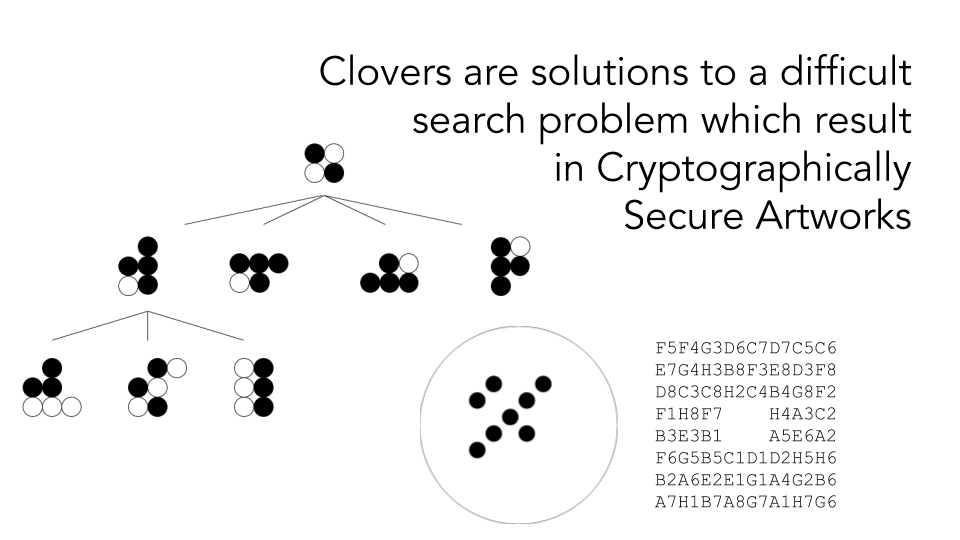 Clovers are solutions to a difficult
search problem which result
in Cryptographically
Secure Artworks
F5F4G3D6C7D7C5C6
E7G4H3B8F3E8D3F8
D8C3C8H2C4B4G8F2
F1H8F7    H4A3C2
B3E3B1    A5E6A2
F6G5B5C1D1D2H5H6
B2A6E2E1G1A4G2B6
A7H1B7A8G7A1H7G6